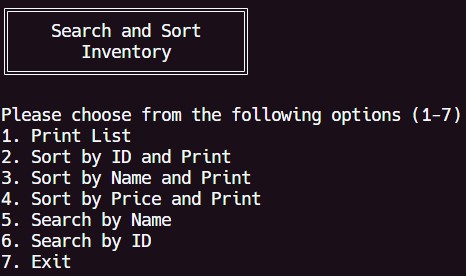 Search and Sort
Inventory
Please choose from the following options (1-7)
1. Print List
2. Sort by ID and Print
3. Sort by Name and Print
4. Sort by Price and Print
5. Search by Name
6. Search by ID
7. Exit